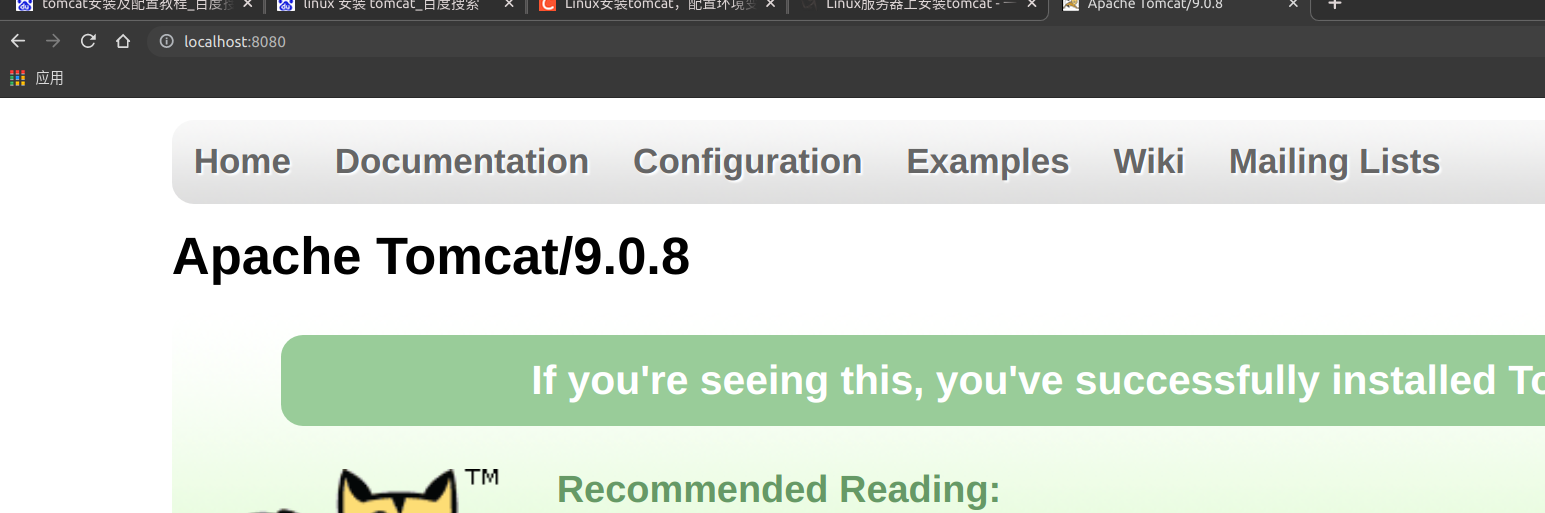 tomcat安装及配置教程_百度
linux 安装 tomcat_百度搜索
Linux安装tomcat，配置环境
Linux服务器上安装tomcat -
Apache Tomcat/9.0.8
localhost:8080
应用
Home Documentation Configuration Examples Wiki Mailing Lists
Apache Tomcat/9.0.8
If you're seeing this, you've successfully installed To
TM
Recommended Reading: